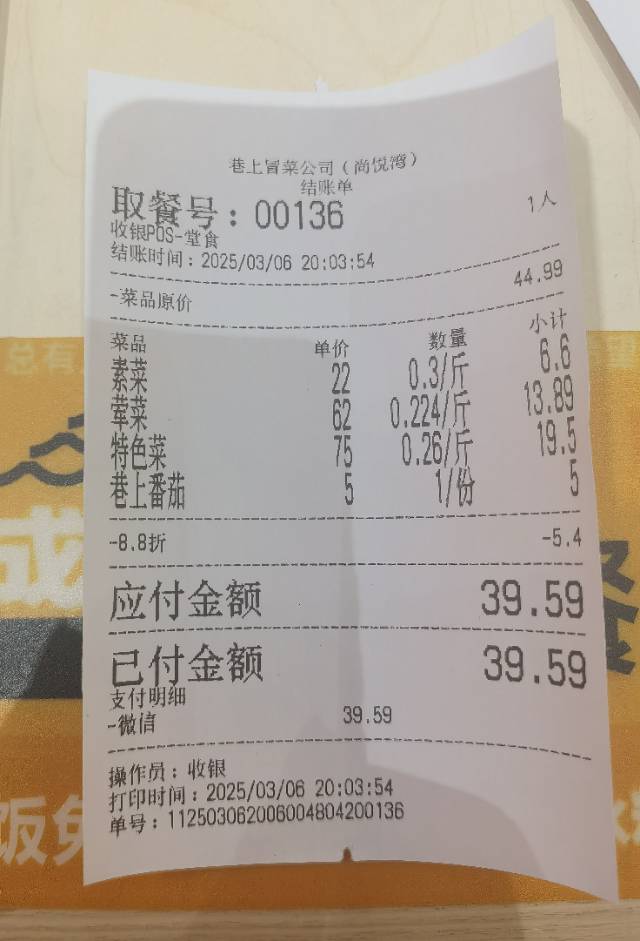 巷上冒菜公司（尚悦湾）
结账单
取餐号：00136 1人
收银POS-堂食
结账时间：2025/03/06 20:03:54
-菜品原价 44.99
菜品 单价 数量 小计
素菜 22 0.3/斤 6.6
荤菜 62 0.224/斤 13.89
特色菜 75 0.26/斤 19.5
巷上番茄 5 1/份 5
-8.8折 -5.4
应付金额 39.59
已付金额 39.59
支付明细
-微信 39.59
操作员：收银
打印时间：2025/03/06 20:03:54
单号：112503062006004804200136
总有
望
成
饭免